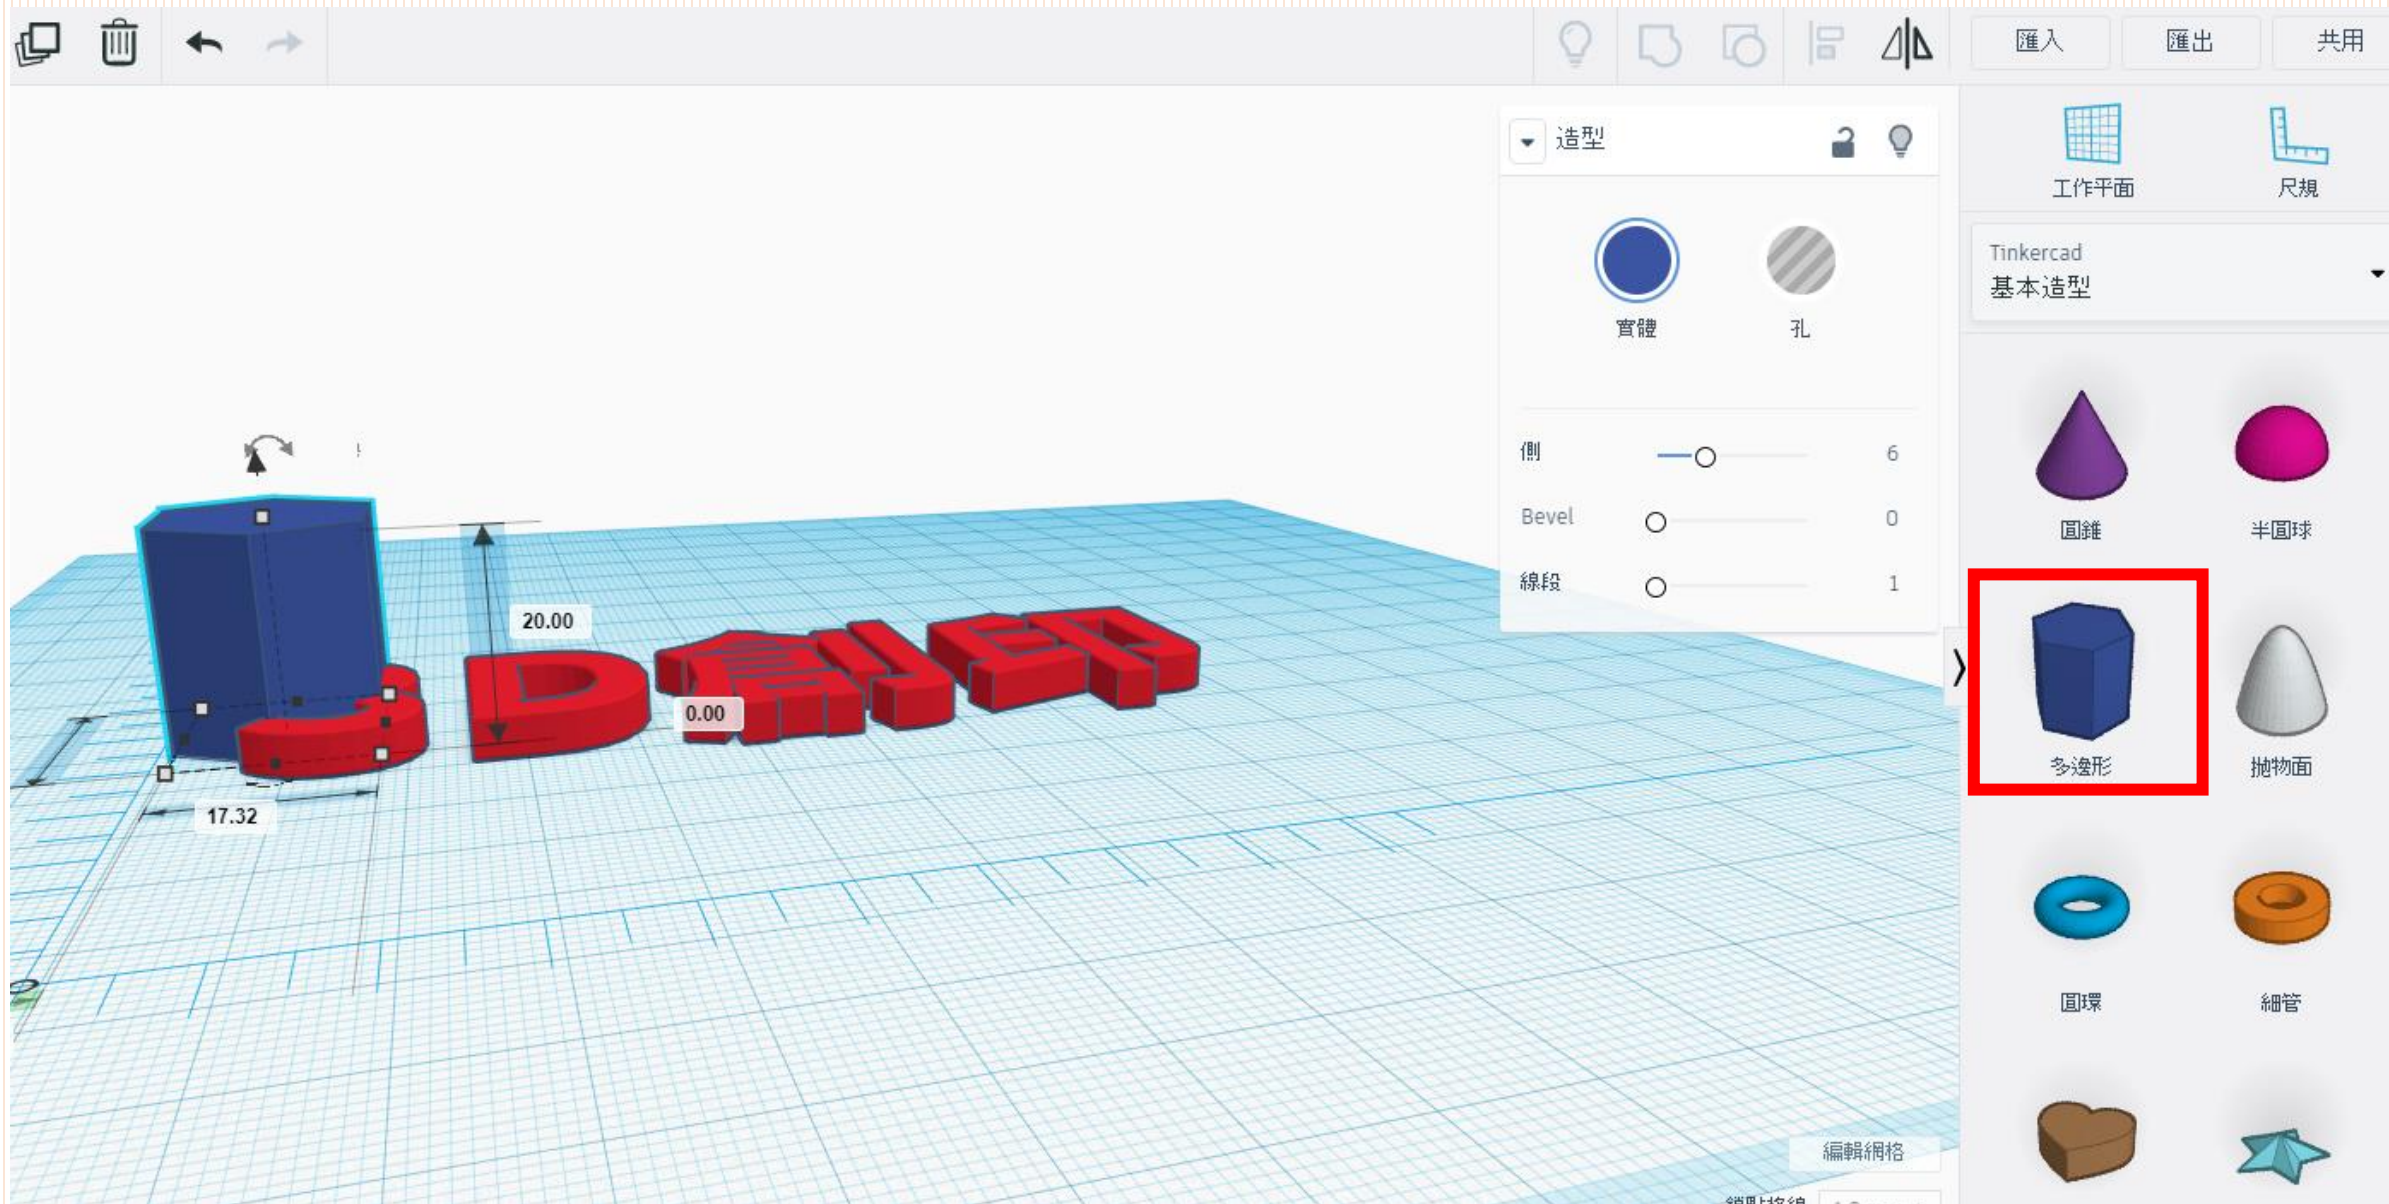 匯入
匯出
共用
造型
工作平面
尺規
Tinkercad
基本造型
實體
孔
側
6
Bevel
0
線段
1
圓錐
半圓球
多邊形
拋物面
圓環
細管
20.00
0.00
17.32
3D
編輯網格